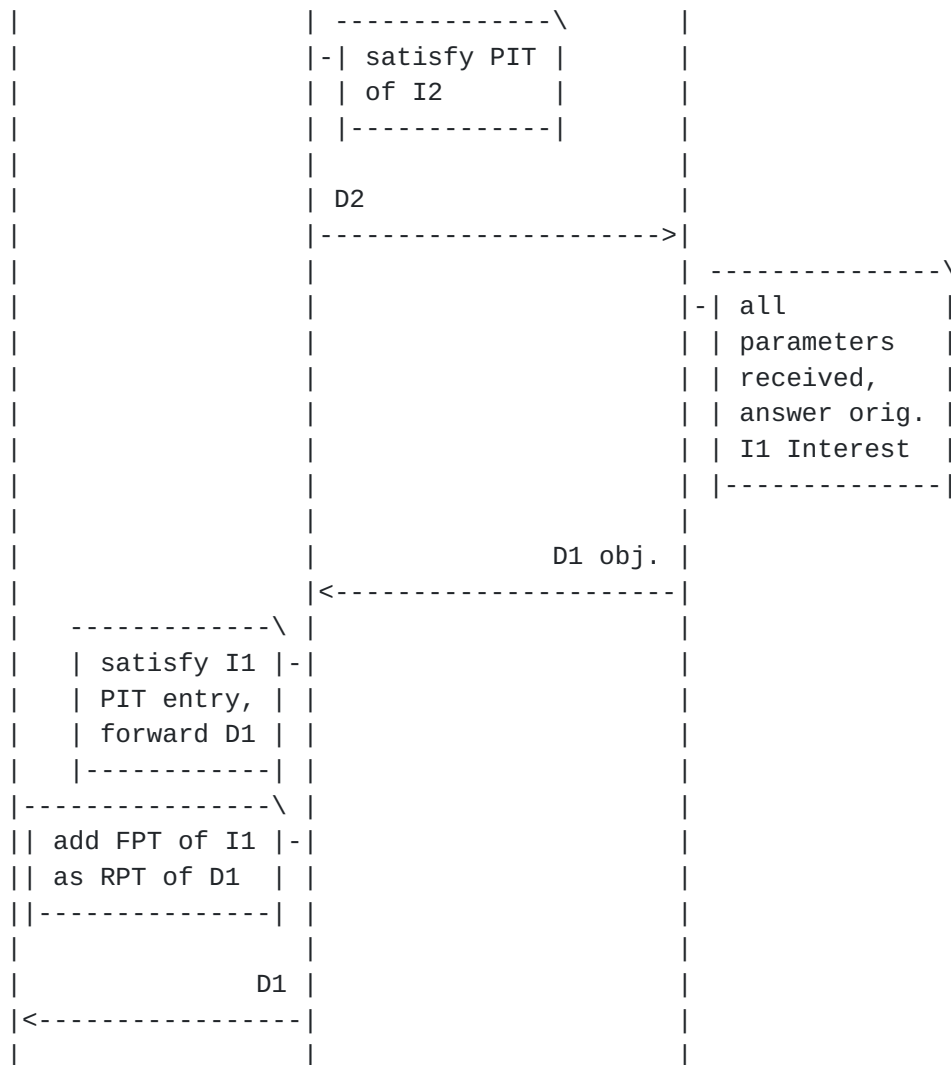 satisfy PIT
of I2
D2
all
parameters
received,
answer orig.
I1 Interest
D1 obj.
satisfy I1
PIT entry,
forward D1
add FPT of I1
as RPT of D1
D1